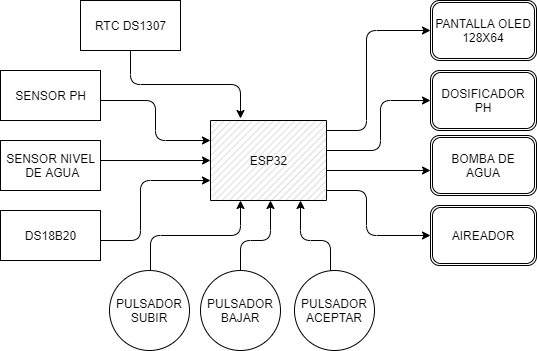 RTC DS1307
PANTALLA OLED
128X64
SENSOR PH
DOSIFICADOR
PH
SENSOR NIVEL
DE AGUA
ESP32
BOMBA DE
AGUA
DS18B20
AIREADOR
PULSADOR
SUBIR
PULSADOR
BAJAR
PULSADOR
ACEPTAR